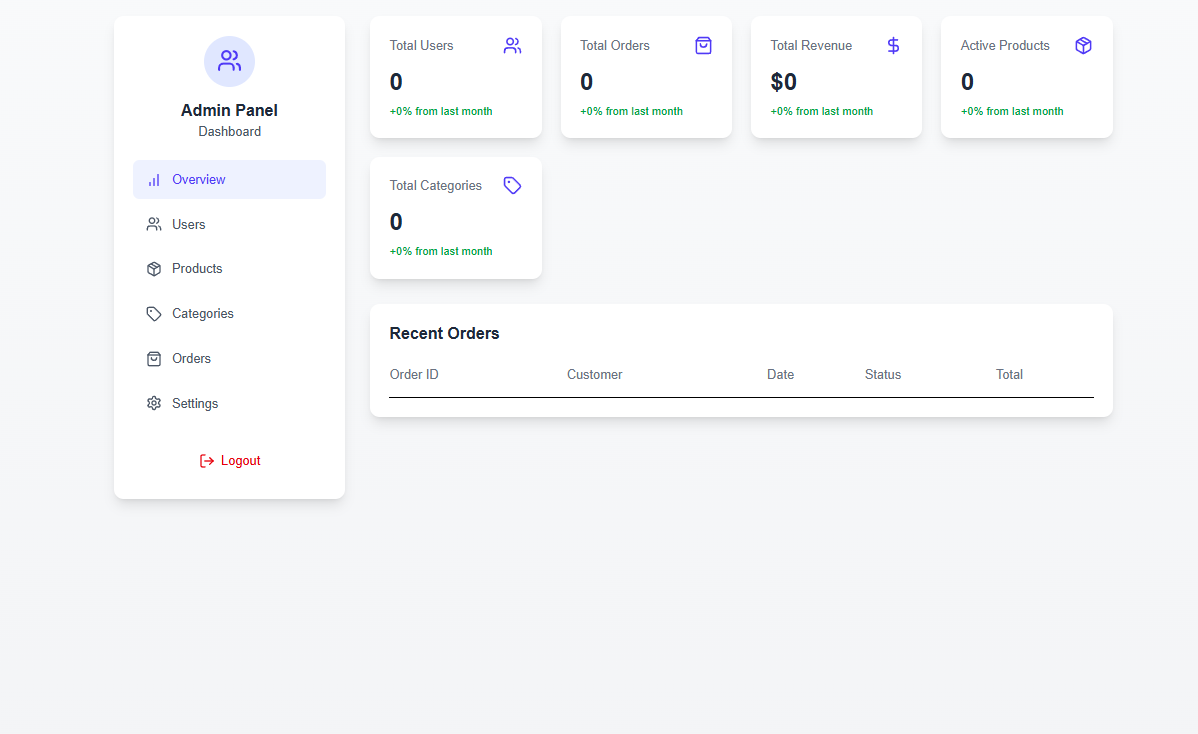 Admin Panel
Dashboard
Overview
Users
Products
Categories
Orders
Settings
Logout
Total Users
0
+0% from last month
Total Orders
0
+0% from last month
Total Revenue
$0
+0% from last month
Active Products
0
+0% from last month
Total Categories
0
+0% from last month
Recent Orders
Order ID Customer Date Status Total